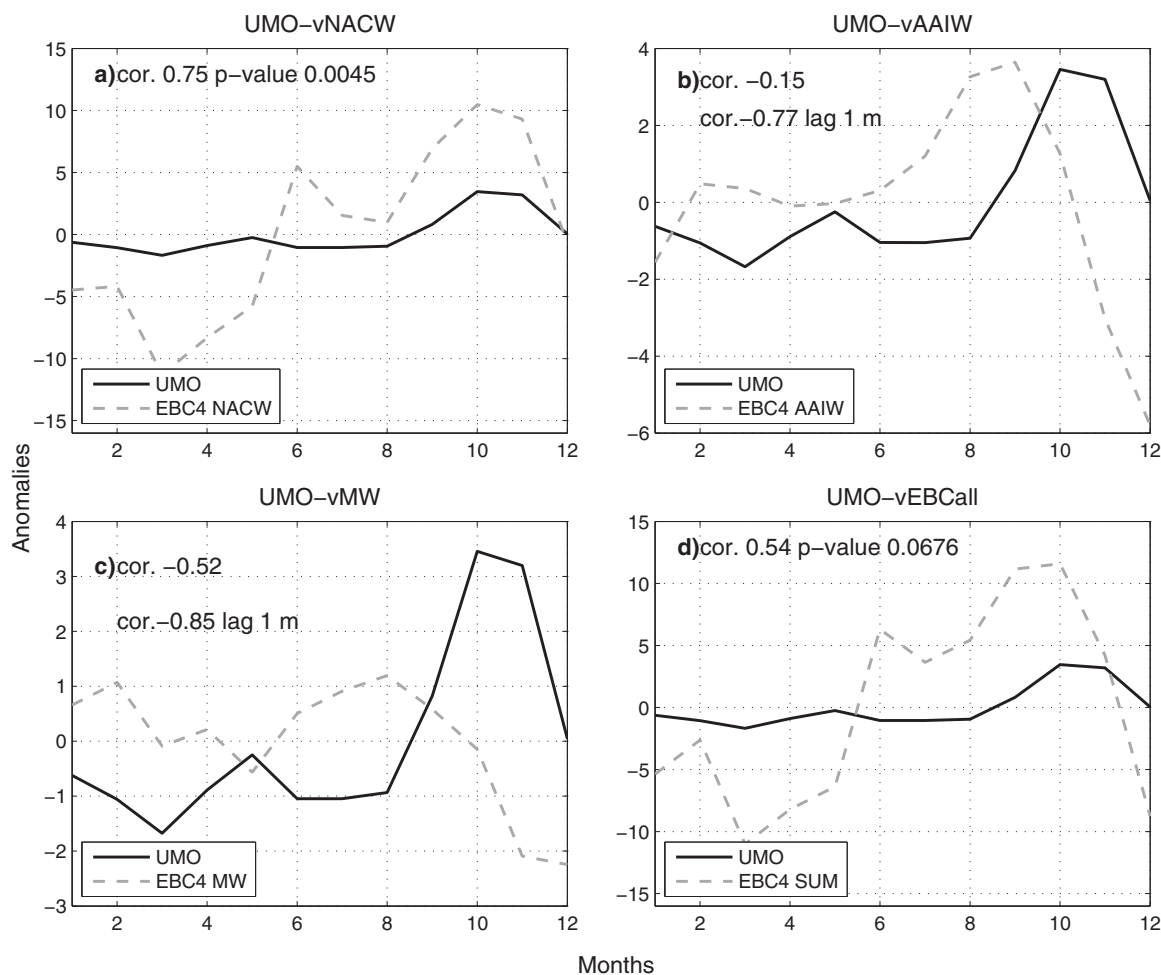 UMO−vNACW
a) cor. 0.75 p−value 0.0045
15
10
5
0
−5
−10
−15
UMO
EBC4 NACW
2 4 6 8 10 12
UMO−vAAIW
b) cor. −0.15
cor.−0.77 lag 1 m
4
2
0
−2
−4
−6
UMO
EBC4 AAIW
2 4 6 8 10 12
Anomalies
UMO−vMW
c) cor. −0.52
cor.−0.85 lag 1 m
4
3
2
1
0
−1
−2
−3
UMO
EBC4 MW
2 4 6 8 10 12
UMO−vEBCall
d) cor. 0.54 p−value 0.0676
15
10
5
0
−5
−10
−15
UMO
EBC4 SUM
2 4 6 8 10 12
Months